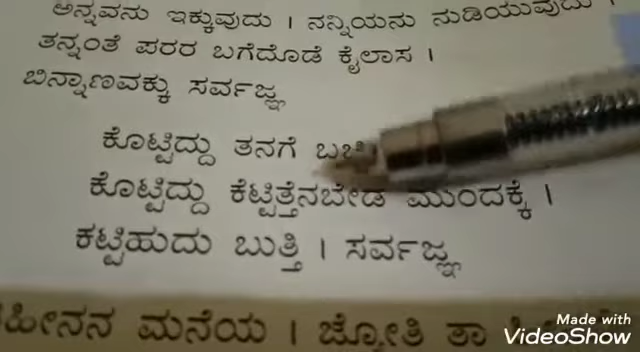 ಅನ್ನವನು ಇಕ್ಕುವುದು । ನನ್ನಿಯನು ನುಡಿಯುವುದು ।
ತನ್ನಂತೆ ಪರರ ಬಗೆದೊಡೆ ಕೈಲಾಸ ।
ಬಿನ್ನಾಣವಕ್ಕು ಸರ್ವಜ್ಞ
ಕೊಟ್ಟಿದ್ದು ತನಗೆ
ಕೊಟ್ಟಿದ್ದು ಕೆಟ್ಟಿತ್ತೆನಬೇಡ ಮುಂದಕ್ಕೆ ।
ಕಟ್ಟಿಹುದು ಬುತ್ತಿ । ಸರ್ವಜ್ಞ
ಮನೆಯ । ಜ್ಯೋತಿ ತಾ
Made with
VideoShow